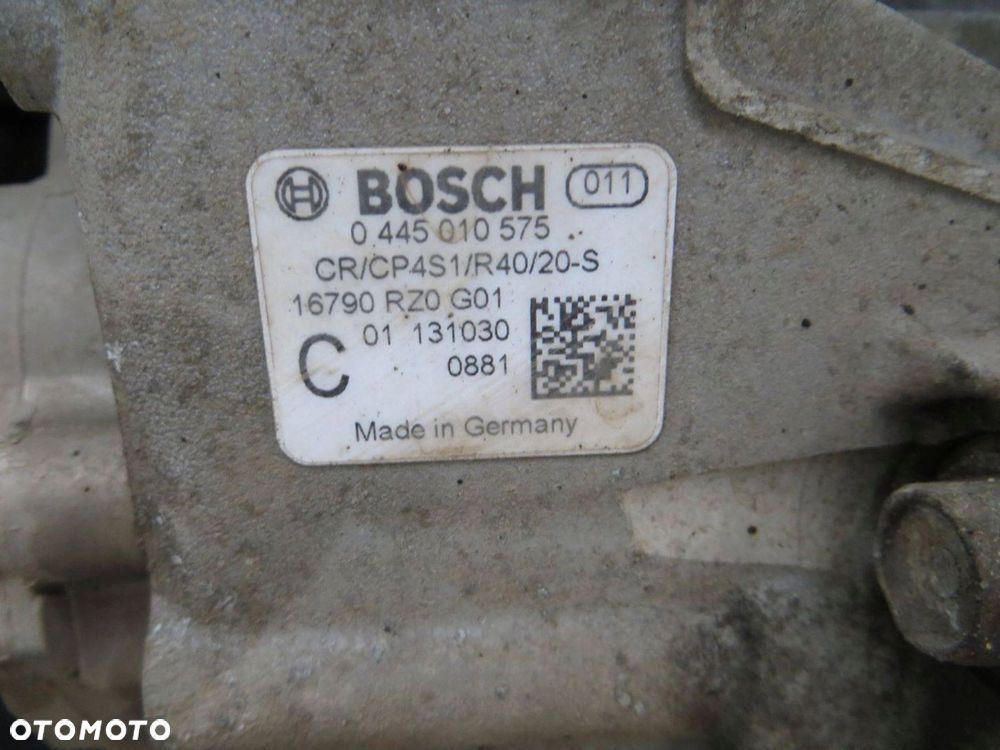 BOSCH 011
0 445 010 575
CR/CP4S1/R40/20-S
16790 RZ0 G01
C 01 131030
0881
Made in Germany
OTOMOTO